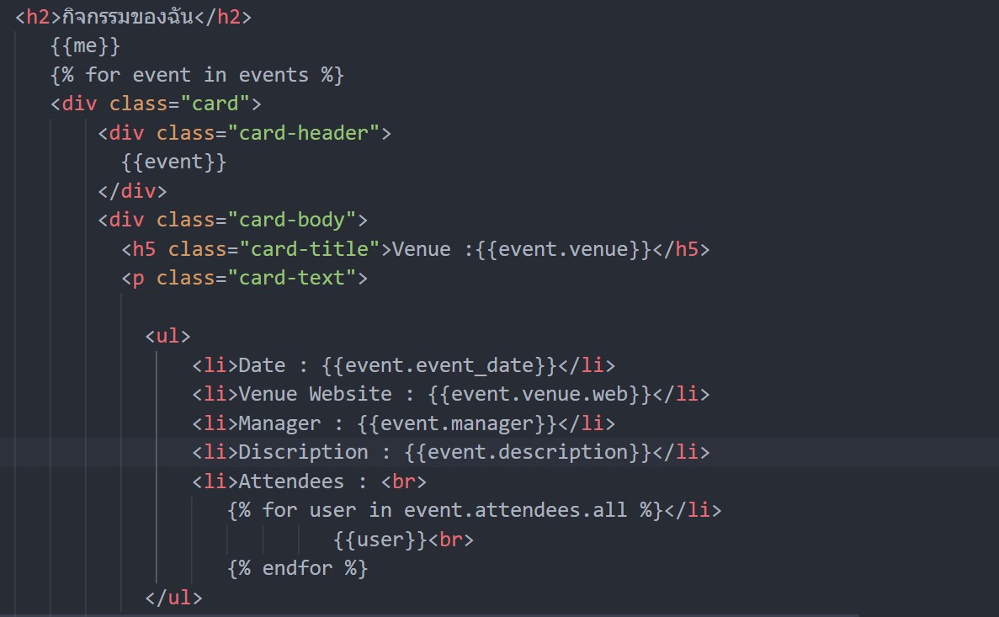 <h2>กิจกรรมของฉัน</h2>
{{me}}
{% for event in events %}
<div class="card">
<div class="card-header">
{{event}}
</div>
<div class="card-body">
<h5 class="card-title">Venue :{{event.venue}}</h5>
<p class="card-text">
<ul>
<li>Date : {{event.event_date}}</li>
<li>Venue Website : {{event.venue.web}}</li>
<li>Manager : {{event.manager}}</li>
<li>Discription : {{event.description}}</li>
<li>Attendees : <br>
{% for user in event.attendees.all %}</li>
{{user}}<br>
{% endfor %}
</ul>